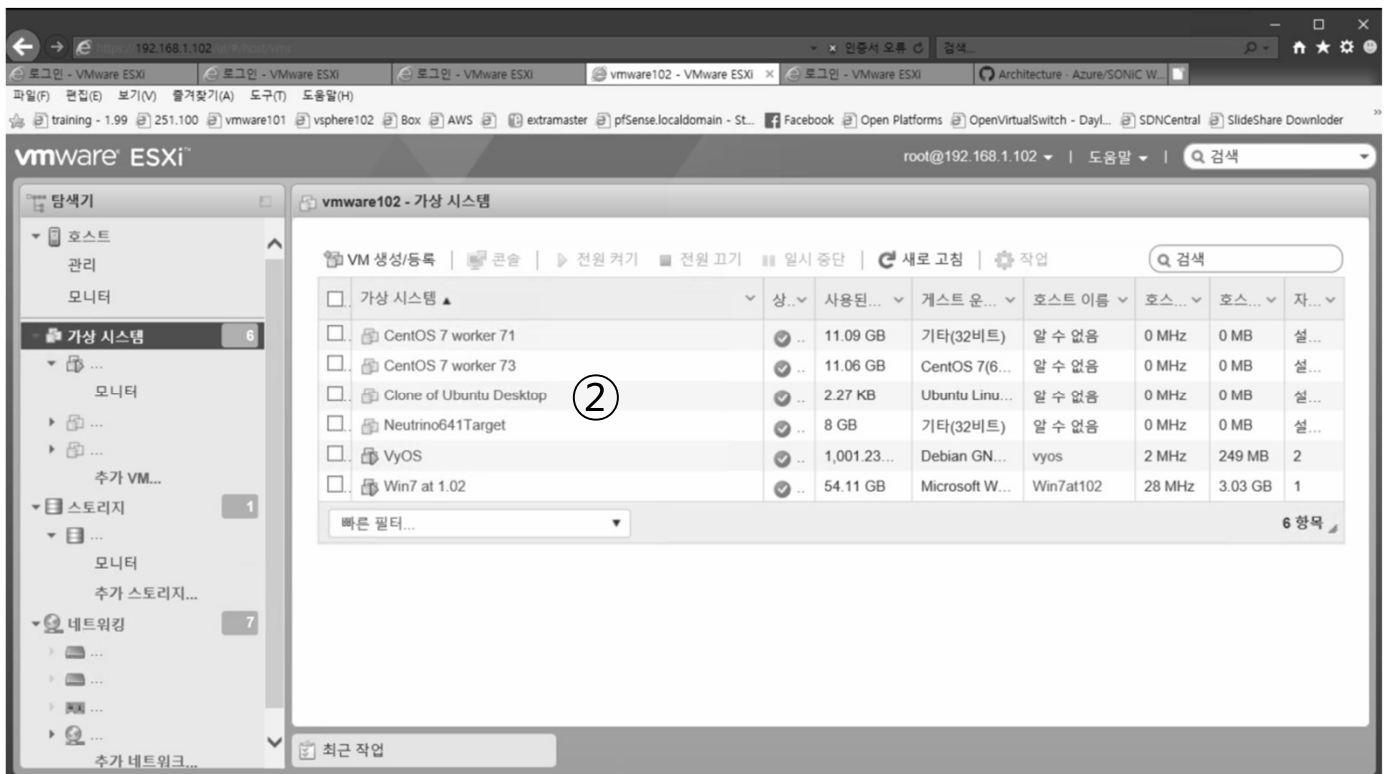 https://192.168.1.102/ui/#/host/vms 인증서 오류 검색...
로그인 - VMware ESXi 로그인 - VMware ESXi 로그인 - VMware ESXi vmware102 - VMware ESXi 로그인 - VMware ESXi Architecture · Azure/SONiC W...
파일(F) 편집(E) 보기(V) 즐겨찾기(A) 도구(T) 도움말(H)
training - 1.99 251.100 vmware101 vsphere102 Box AWS extramaster pfSense.localdomain - St... Facebook Open Platforms OpenVirtualSwitch - Dayl... SDNCentral SlideShare Downloder
vmware ESXi™ root@192.168.1.102 | 도움말 | 검색
탐색기
호스트
관리
모니터
가상 시스템 6
...
모니터
...
...
추가 VM...
스토리지 1
...
모니터
추가 스토리지...
네트워킹 7
...
...
...
...
추가 네트워크...
vmware102 - 가상 시스템
VM 생성/등록 | 콘솔 | 전원 켜기 전원 끄기 일시 중단 | 새로 고침 | 작업 검색
가상 시스템 상.. 사용된... 게스트 운... 호스트 이름 호스... 호스... 자...
CentOS 7 worker 71 .. 11.09 GB 기타(32비트) 알 수 없음 0 MHz 0 MB 설...
CentOS 7 worker 73 .. 11.06 GB CentOS 7(6... 알 수 없음 0 MHz 0 MB 설...
Clone of Ubuntu Desktop ② .. 2.27 KB Ubuntu Linu... 알 수 없음 0 MHz 0 MB 설...
Neutrino641Target .. 8 GB 기타(32비트) 알 수 없음 0 MHz 0 MB 설...
VyOS .. 1,001.23... Debian GN... vyos 2 MHz 249 MB 2
Win7 at 1.02 .. 54.11 GB Microsoft W... Win7at102 28 MHz 3.03 GB 1
빠른 필터... 6 항목
최근 작업